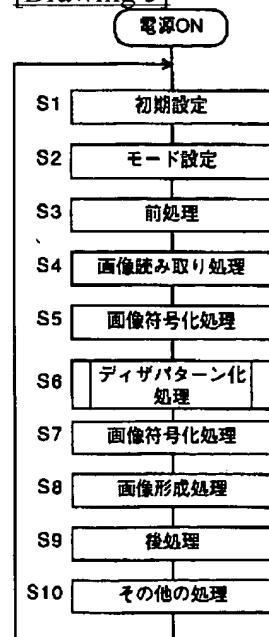 [Drawing 5]
電源ON
S1 初期設定
S2 モード設定
S3 前処理
S4 画像読み取り処理
S5 画像符号化処理
S6 ディザパターン化
処理
S7 画像符号化処理
S8 画像形成処理
S9 後処理
S10 その他の処理